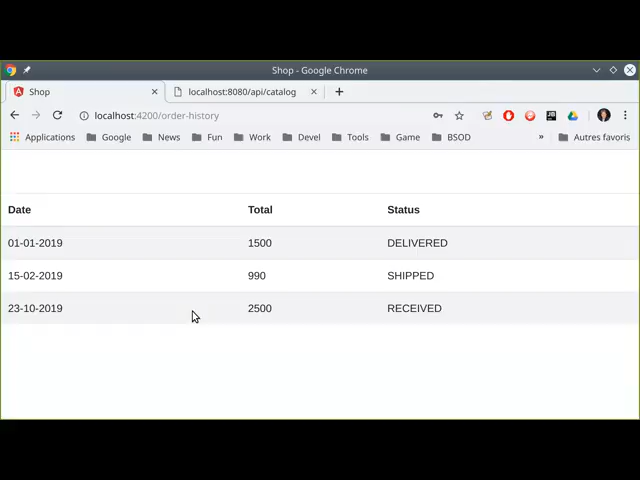 Shop - Google Chrome
Shop
localhost:8080/api/catalog
localhost:4200/order-history
Applications Google News Fun Work Devel Tools Game BSOD » Autres favoris
Date Total Status
01-01-2019 1500 DELIVERED
15-02-2019 990 SHIPPED
23-10-2019 2500 RECEIVED